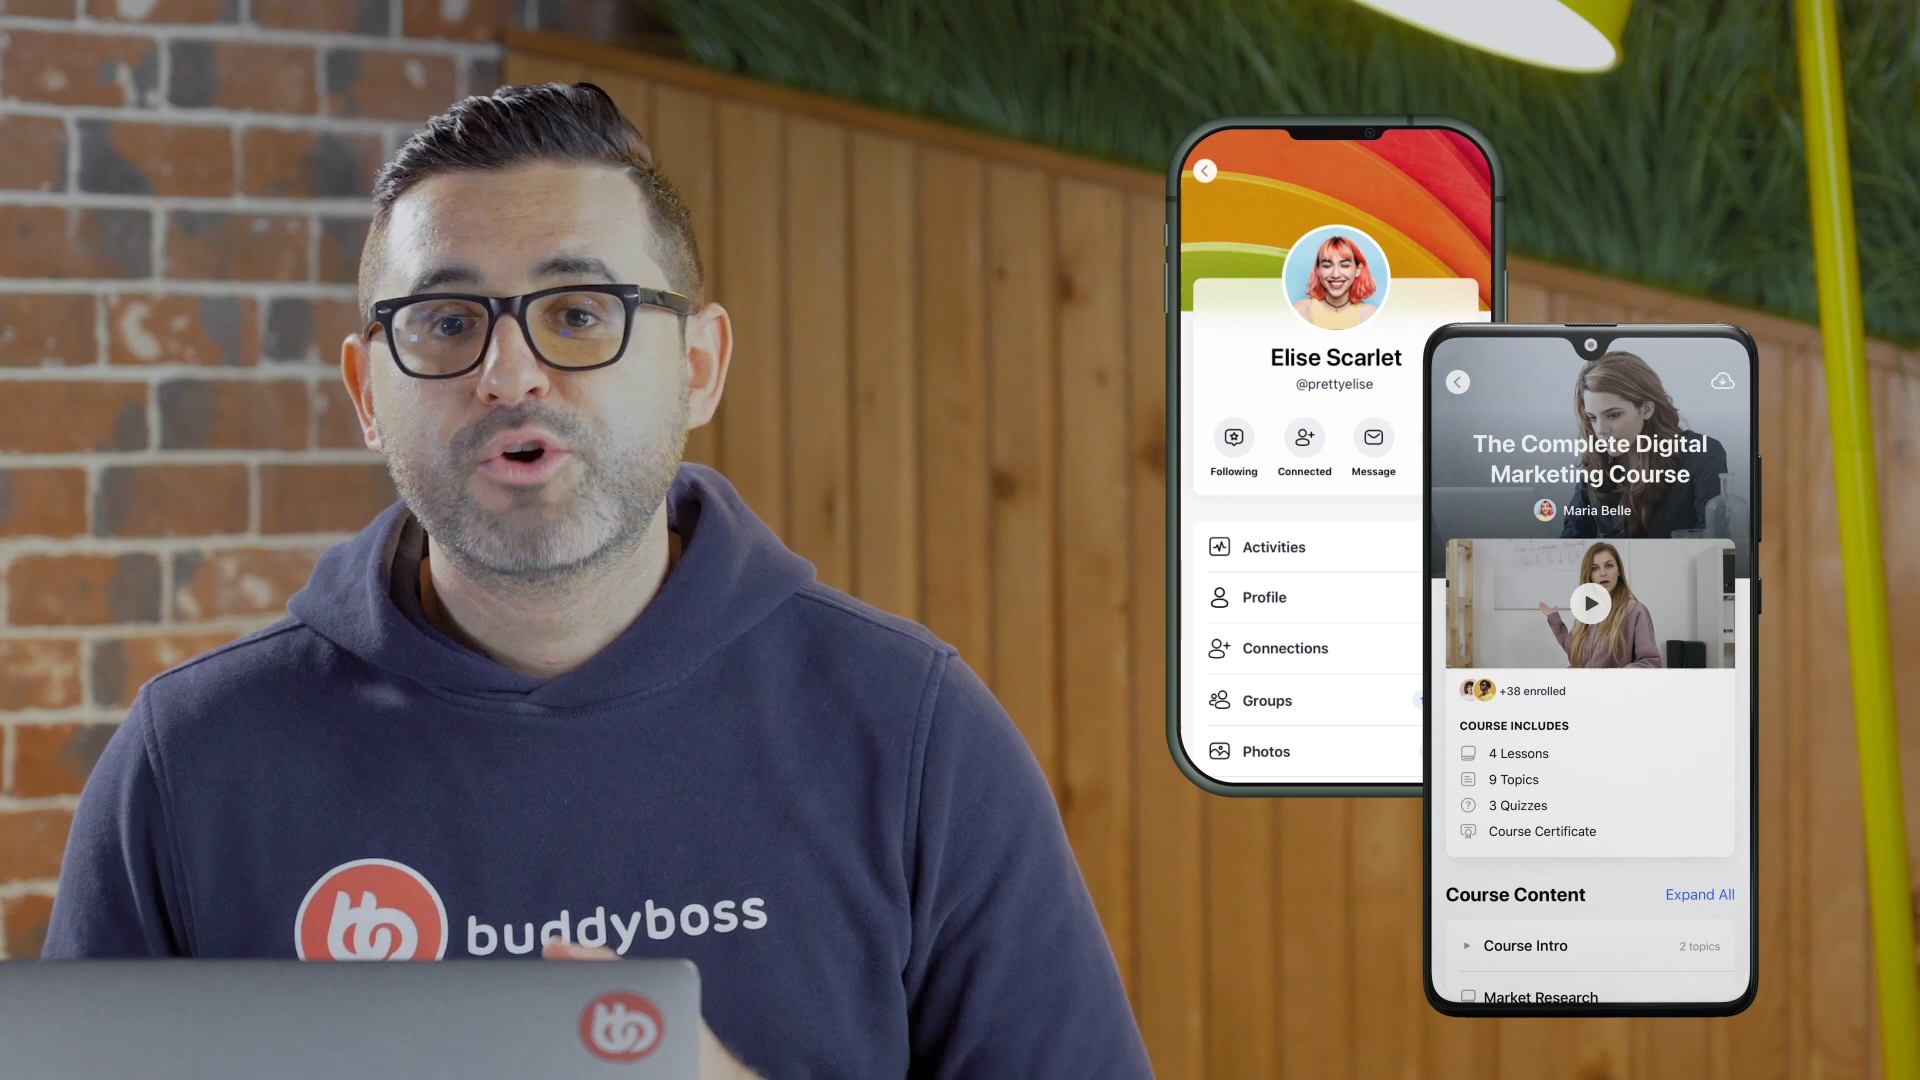 buddyboss
Elise Scarlet
@prettyelise
Following
Connected
Message
Activities
Profile
Connections
Groups
Photos
The Complete Digital
Marketing Course
Maria Belle
+38 enrolled
COURSE INCLUDES
4 Lessons
9 Topics
3 Quizzes
Course Certificate
Course Content
Expand All
Course Intro
2 topics
Market Research